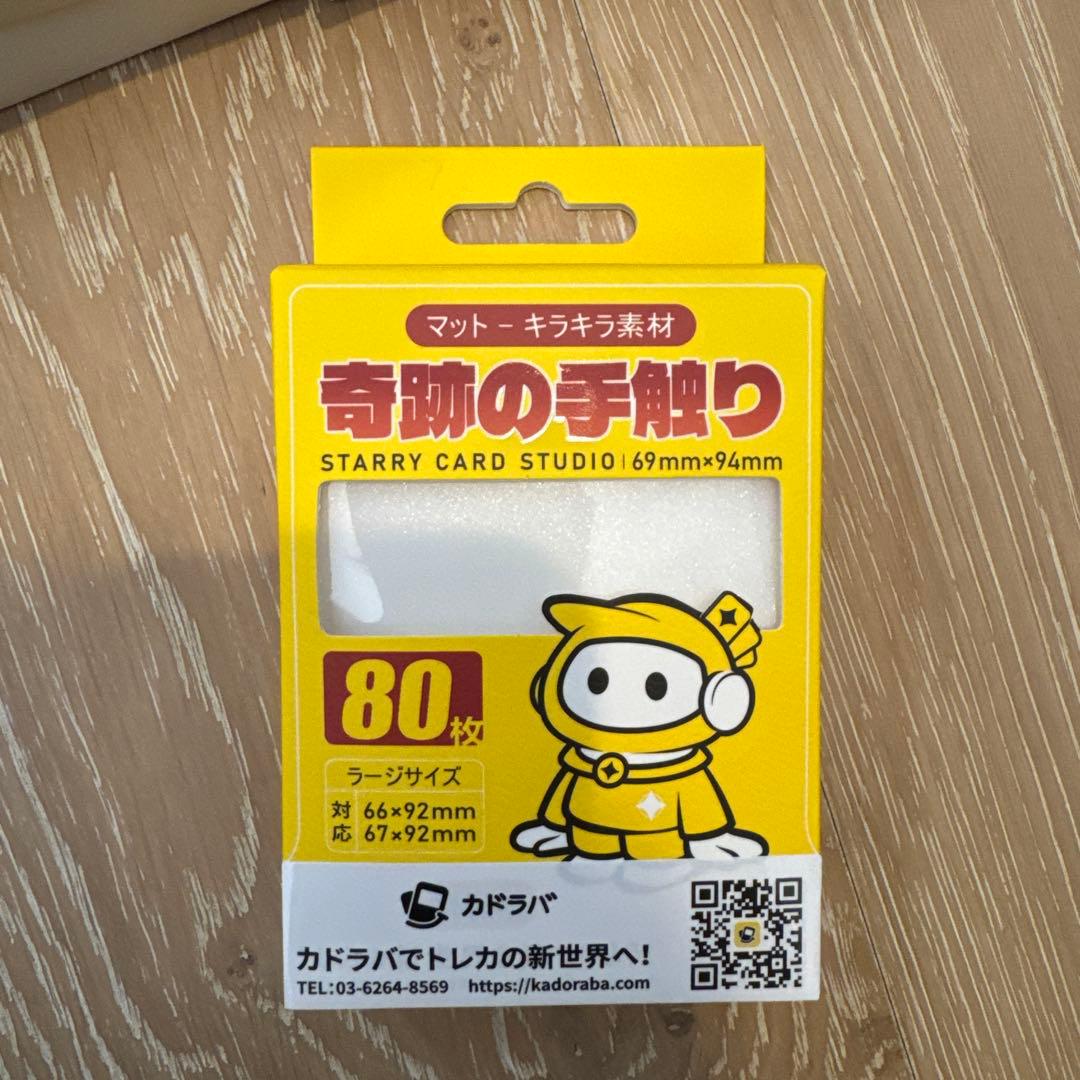 マット - キラキラ素材
奇跡の手触り
STARRY CARD STUDIO | 69mm×94mm
80枚
ラージサイズ
対応 66×92mm
67×92mm
カドラバ
カドラバでトレカの新世界へ!
TEL:03-6264-8569 https://kadoraba.com